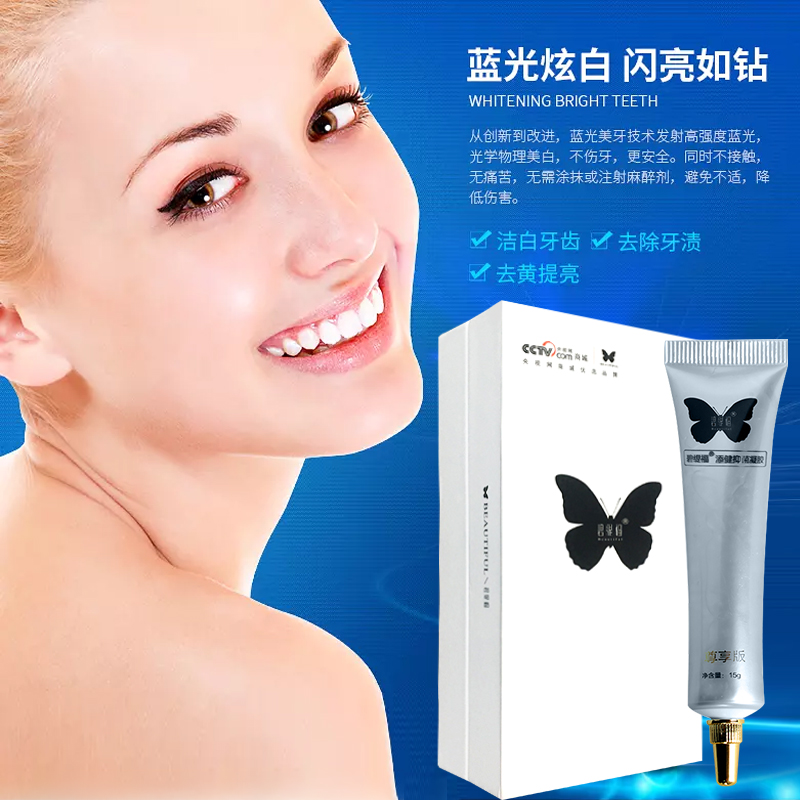 蓝光炫白 闪亮如钻
WHITENING BRIGHT TEETH
从创新到改进，蓝光美牙技术发射高强度蓝光，
光学物理美白，不伤牙，更安全。同时不接触，
无痛苦，无需涂抹或注射麻醉剂，避免不适，降
低伤害。
洁白牙齿 去除牙渍
去黄提亮
CCTV.com 商城
央视网商城优选品牌
BEAUTIFUL
添健抑菌凝胶
尊享版
净含量：15g